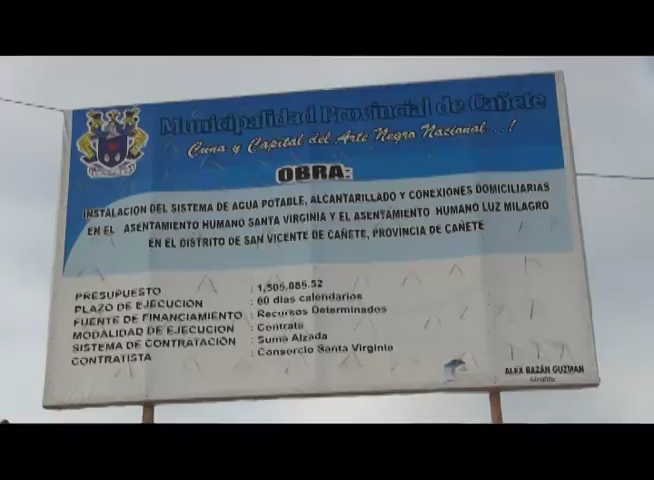 Municipalidad Provincial de Cañete
Cuna y Capital del Arte Negro Nacional...!
OBRA:
INSTALACION DEL SISTEMA DE AGUA POTABLE, ALCANTARILLADO Y CONEXIONES DOMICILIARIAS
EN EL ASENTAMIENTO HUMANO SANTA VIRGINIA Y EL ASENTAMIENTO HUMANO LUZ MILAGRO
EN EL DISTRITO DE SAN VICENTE DE CAÑETE, PROVINCIA DE CAÑETE
PRESUPUESTO : 1,505,085.52
PLAZO DE EJECUCION : 60 días calendarios
FUENTE DE FINANCIAMIENTO : Recursos Determinados
MODALIDAD DE EJECUCION : Contrata
SISTEMA DE CONTRATACIÓN : Suma Alzada
CONTRATISTA : Consorcio Santa Virginia
ALEX BAZÁN GUZMAN